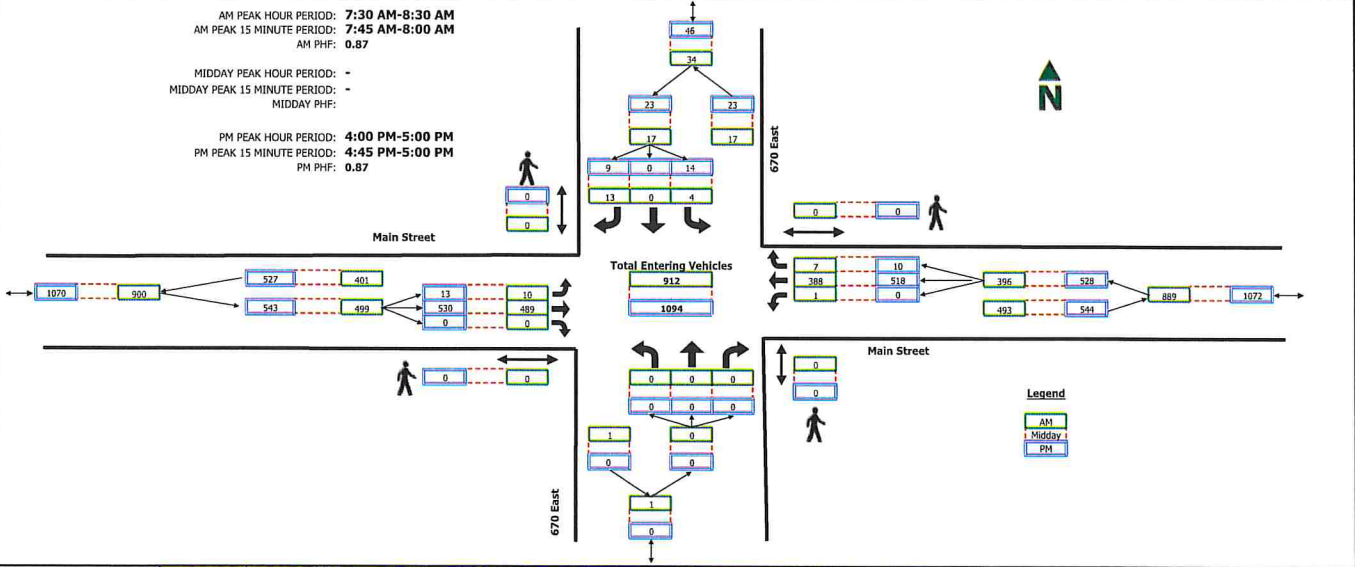 AM PEAK HOUR PERIOD: 7:30 AM-8:30 AM
AM PEAK 15 MINUTE PERIOD: 7:45 AM-8:00 AM
AM PHF: 0.87
MIDDAY PEAK HOUR PERIOD: -
MIDDAY PEAK 15 MINUTE PERIOD: -
MIDDAY PHF:
PM PEAK HOUR PERIOD: 4:00 PM-5:00 PM
PM PEAK 15 MINUTE PERIOD: 4:45 PM-5:00 PM
PM PHF: 0.87
46
34
23 23
17 17
9 0 14
13 0 4
670 East
N
0
0
0 0
Main Street
Total Entering Vehicles
912
1094
527 401
1070 900
543 499
13 10
530 489
0 0
7 10
388 518
1 0
396 528
493 544
889 1072
Main Street
0 0
0
0
0 0 0
0 0 0
1 0
0 0
1
0
670 East
Legend
AM
Midday
PM